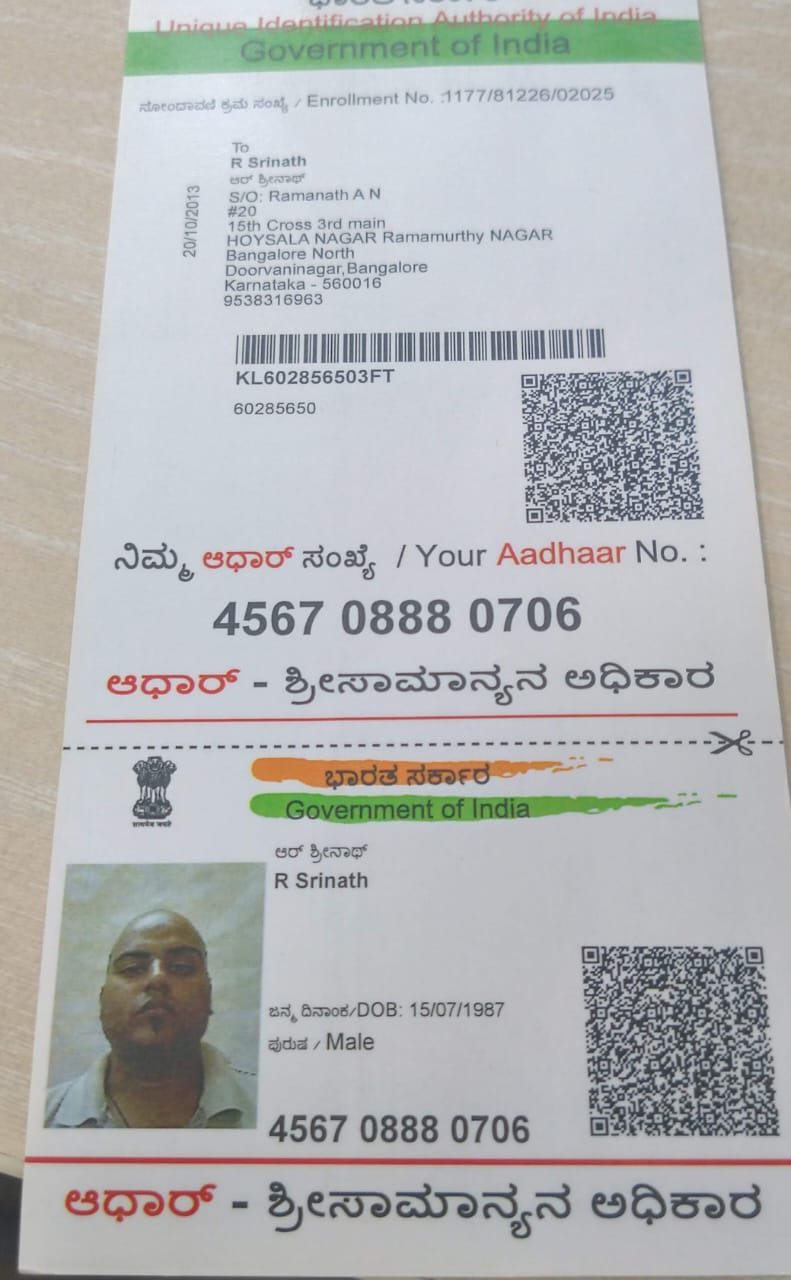 Unique Identification Authority of India
Government of India
ನೋಂದಾವಣಿ ಕ್ರಮ ಸಂಖ್ಯೆ / Enrollment No. :1177/81226/02025
20/10/2013
To
R Srinath
ಆರ್ ಶ್ರೀನಾಥ್
S/O: Ramanath A N
#20
15th Cross 3rd main
HOYSALA NAGAR Ramamurthy NAGAR
Bangalore North
Doorvaninagar,Bangalore
Karnataka - 560016
9538316963
KL602856503FT
60285650
ನಿಮ್ಮ ಆಧಾರ್ ಸಂಖ್ಯೆ / Your Aadhaar No. :
4567 0888 0706
ಆಧಾರ್ - ಶ್ರೀಸಾಮಾನ್ಯನ ಅಧಿಕಾರ
ಭಾರತ ಸರ್ಕಾರ
Government of India
सत्यमेव जयते
ಆರ್ ಶ್ರೀನಾಥ್
R Srinath
ಜನ್ಮ ದಿನಾಂಕ/DOB: 15/07/1987
ಪುರುಷ / Male
4567 0888 0706
ಆಧಾರ್ - ಶ್ರೀಸಾಮಾನ್ಯನ ಅಧಿಕಾರ